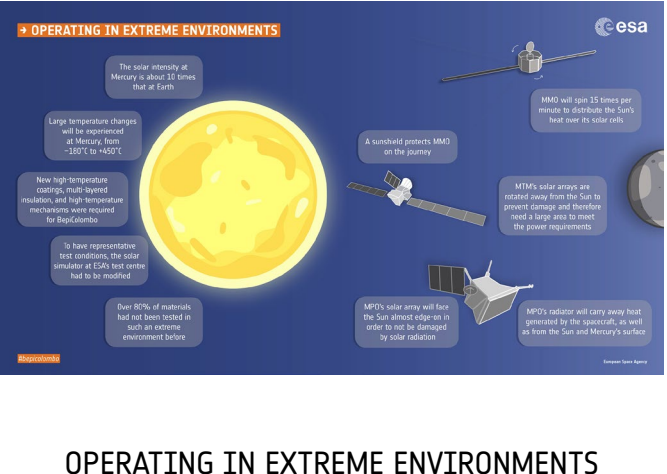 → OPERATING IN EXTREME ENVIRONMENTS
esa
The solar intensity at
Mercury is about 10 times
that at Earth
Large temperature changes
will be experienced
at Mercury, from
−180°C to +450°C
New high-temperature
coatings, multi-layered
insulation, and high-temperature
mechanisms were required
for BepiColombo
To have representative
test conditions, the solar
simulator at ESA's test centre
had to be modified
Over 80% of materials
had not been tested in
such an extreme
environment before
MMO will spin 15 times per
minute to distribute the Sun's
heat over its solar cells
A sunshield protects MMO
on the journey
MTM's solar arrays are
rotated away from the Sun to
prevent damage and therefore
need a large area to meet
the power requirements
MPO's solar array will face
the Sun almost edge-on in
order to not be damaged
by solar radiation
MPO's radiator will carry away heat
generated by the spacecraft, as well
as from the Sun and Mercury's surface
#bepicolombo
European Space Agency
OPERATING IN EXTREME ENVIRONMENTS